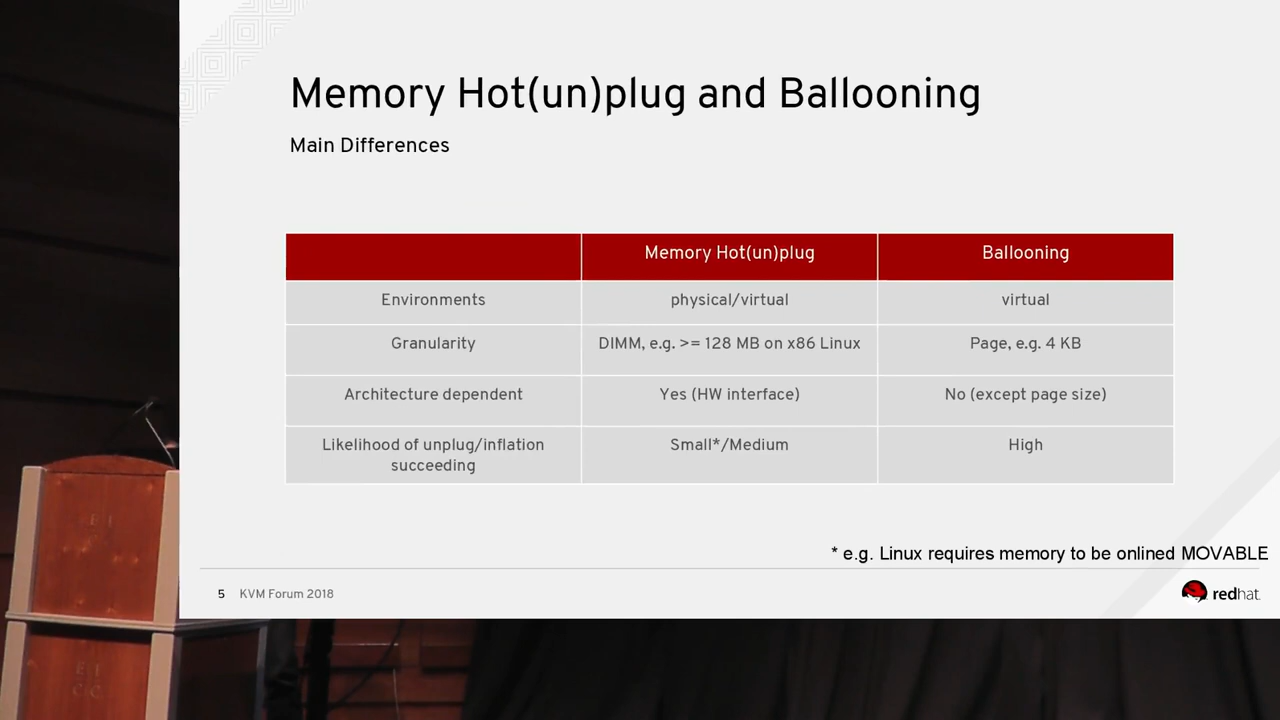 Memory Hot(un)plug and Ballooning
Main Differences
Memory Hot(un)plug Ballooning
Environments physical/virtual virtual
Granularity DIMM, e.g. >= 128 MB on x86 Linux Page, e.g. 4 KB
Architecture dependent Yes (HW interface) No (except page size)
Likelihood of unplug/inflation Small*/Medium High
succeeding
* e.g. Linux requires memory to be onlined MOVABLE
5 KVM Forum 2018
redhat.
E I
C C